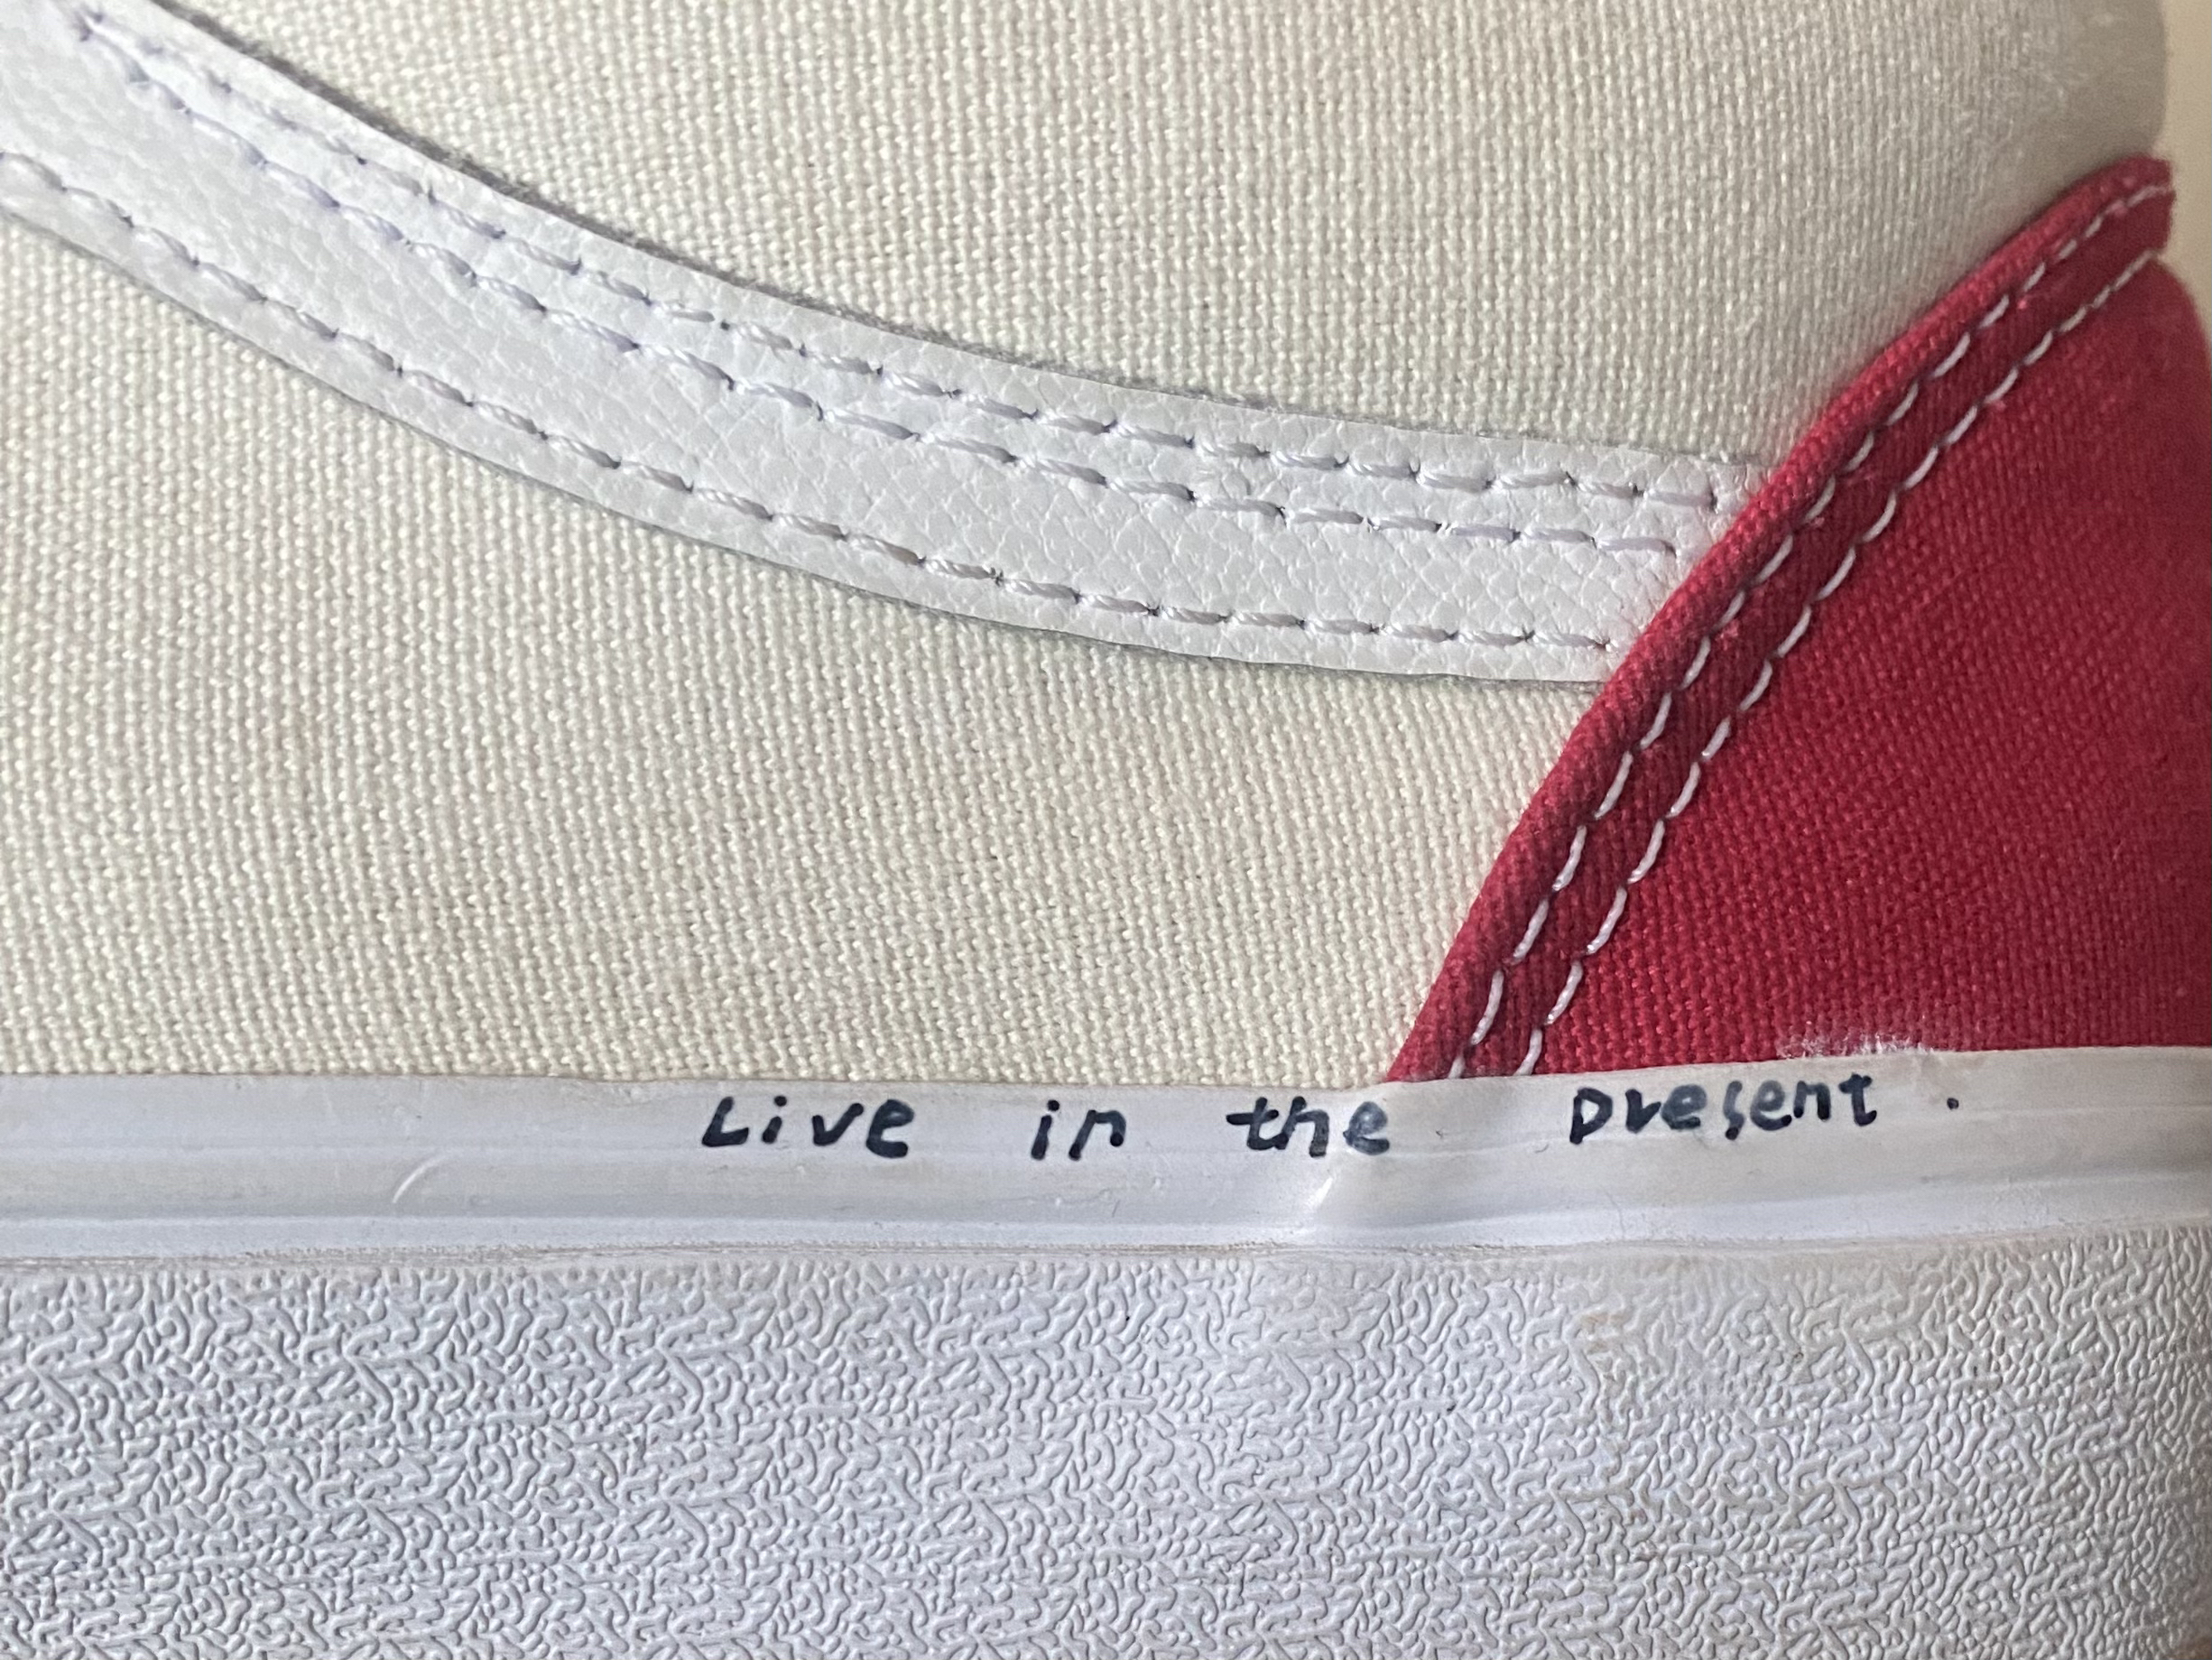 Live in the present.